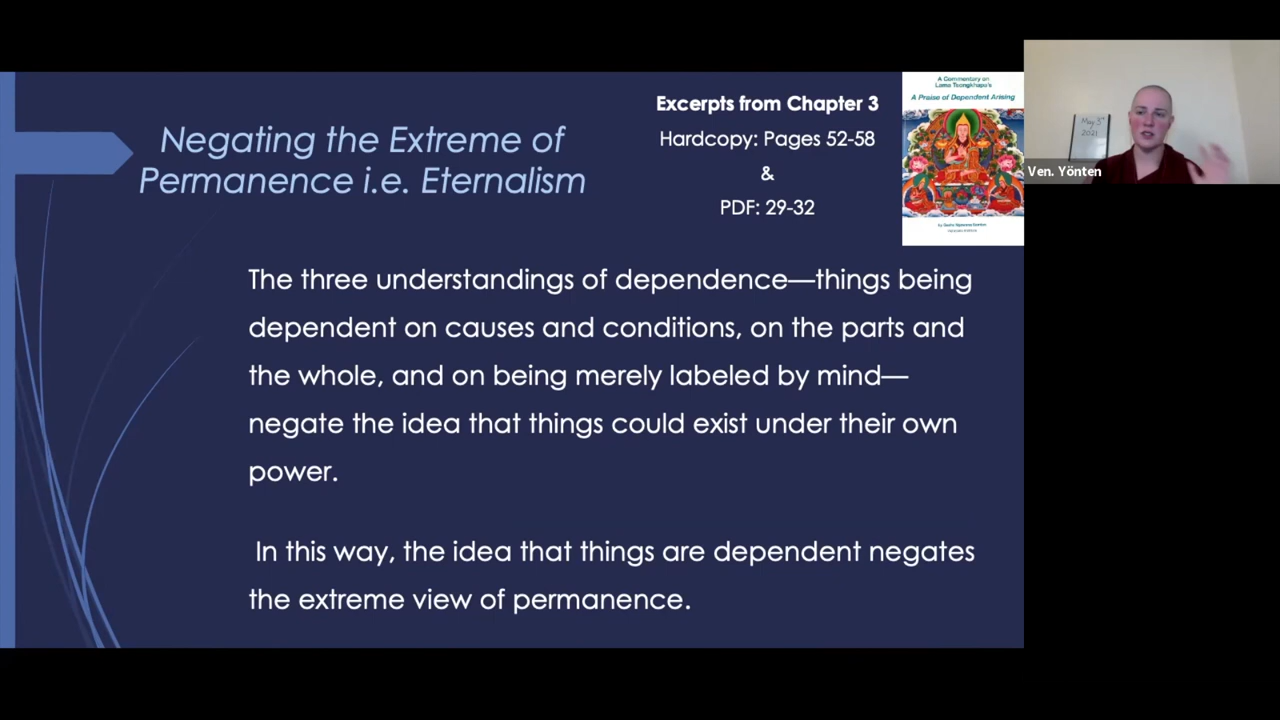 Negating the Extreme of
Permanence i.e. Eternalism
Excerpts from Chapter 3
Hardcopy: Pages 52-58
&
PDF: 29-32
A Commentary on
Lama Tsongkhapa's
A Praise of Dependent Arising
May 3rd
2021
Ven. Yönten
The three understandings of dependence—things being
dependent on causes and conditions, on the parts and
the whole, and on being merely labeled by mind—
negate the idea that things could exist under their own
power.
In this way, the idea that things are dependent negates
the extreme view of permanence.